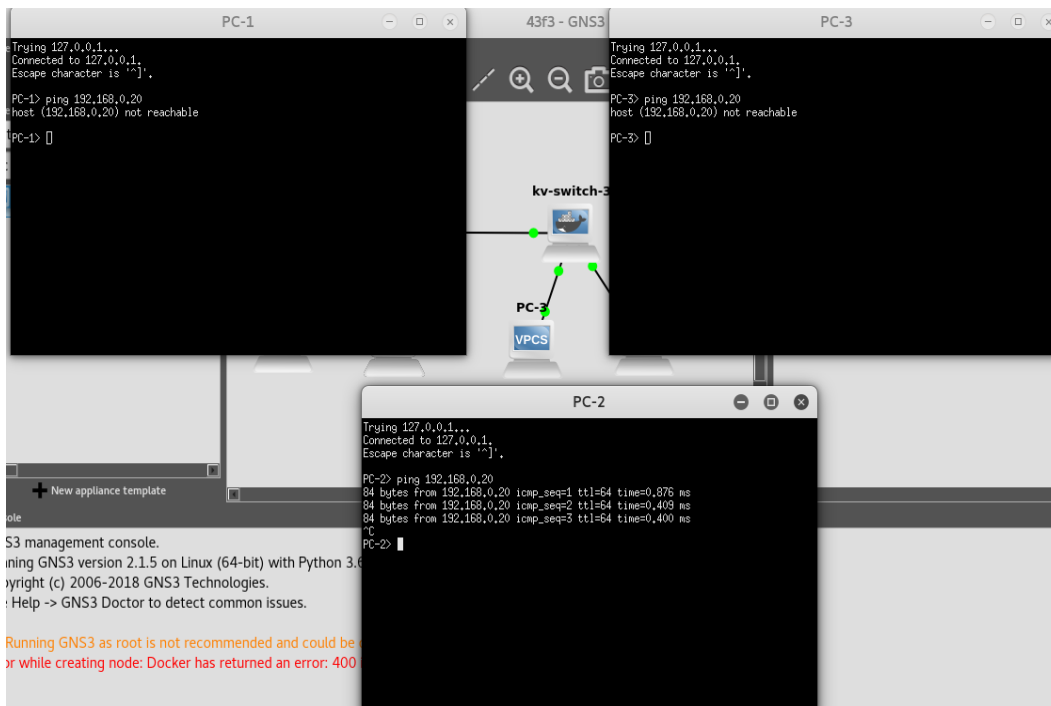 PC-1
Trying 127.0.0.1...
Connected to 127.0.0.1.
Escape character is '^]'.
PC-1> ping 192.168.0.20
host (192.168.0.20) not reachable
PC-1>
43f3 - GNS3
PC-3
Trying 127.0.0.1...
Connected to 127.0.0.1.
Escape character is '^]'.
PC-3> ping 192.168.0.20
host (192.168.0.20) not reachable
PC-3>
kv-switch-3
PC-3
VPCS
PC-2
Trying 127.0.0.1...
Connected to 127.0.0.1.
Escape character is '^]'.
PC-2> ping 192.168.0.20
84 bytes from 192.168.0.20 icmp_seq=1 ttl=64 time=0.876 ms
84 bytes from 192.168.0.20 icmp_seq=2 ttl=64 time=0.409 ms
84 bytes from 192.168.0.20 icmp_seq=3 ttl=64 time=0.400 ms
^C
PC-2>
New appliance template
S3 management console.
GNS3 version 2.1.5 on Linux (64-bit) with Python 3.6
(c) 2006-2018 GNS3 Technologies.
Help -> GNS3 Doctor to detect common issues.
Running GNS3 as root is not recommended and could be
while creating node: Docker has returned an error: 400